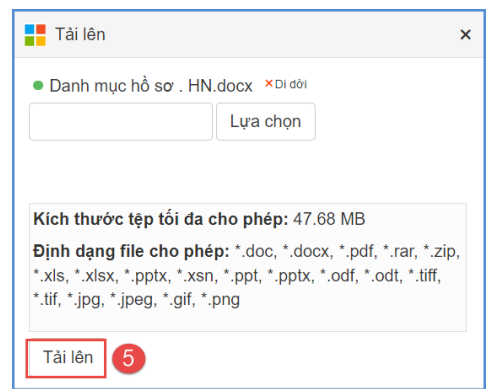 Tải lên ×
Danh mục hồ sơ . HN.docx ×Di dời
Lựa chọn
Kích thước tệp tối đa cho phép: 47.68 MB
Định dạng file cho phép: *.doc, *.docx, *.pdf, *.rar, *.zip,
*.xls, *.xlsx, *.pptx, *.xsn, *.ppt, *.pptx, *.odf, *.odt, *.tiff,
*.tif, *.jpg, *.jpeg, *.gif, *.png
Tải lên 5